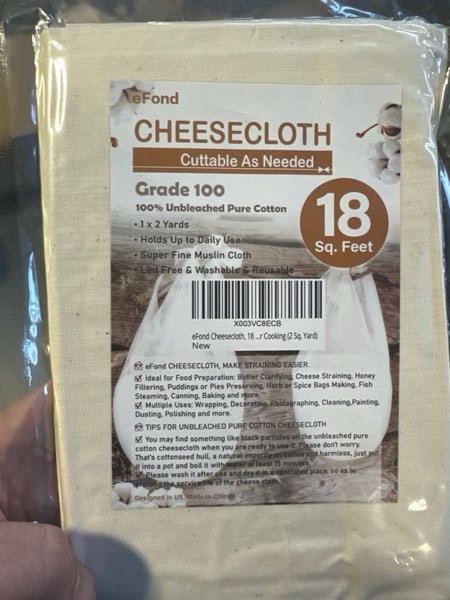 eFond
CHEESECLOTH
Cuttable As Needed
Grade 100
100% Unbleached Pure Cotton
• 1 x 2 Yards
• Holds Up to Daily Use
• Super Fine Muslin Cloth
• Lint Free & Washable & Reusable
18
Sq. Feet
X003VC8ECB
eFond Cheesecloth, 18 ...r Cooking (2 Sq. Yard)
New
eFond CHEESECLOTH, MAKE STRAINING EASIER
☑ Ideal for Food Preparation: Butter Clarifying, Cheese Straining, Honey
Filtering, Puddings or Pies Preserving, Herb or Spice Bags Making, Fish
Steaming, Canning, Baking and more.
☑ Multiple Uses: Wrapping, Decorating, Photographing, Cleaning,Painting,
Dusting, Polishing and more.
TIPS FOR UNBLEACHED PURE COTTON CHEESECLOTH
☑ You may find something like black particles on the unbleached pure
cotton cheesecloth when you are ready to use it. Please don't worry.
That's cottonseed hull, a natural impurity on cotton and harmless, just put
it into a pot and boil it with water at least 15 minutes.
☑ Please wash it after use and dry it in a ventilated place, so as to
prolong the service life of the cheese cloth.
Designed in US, Made in China